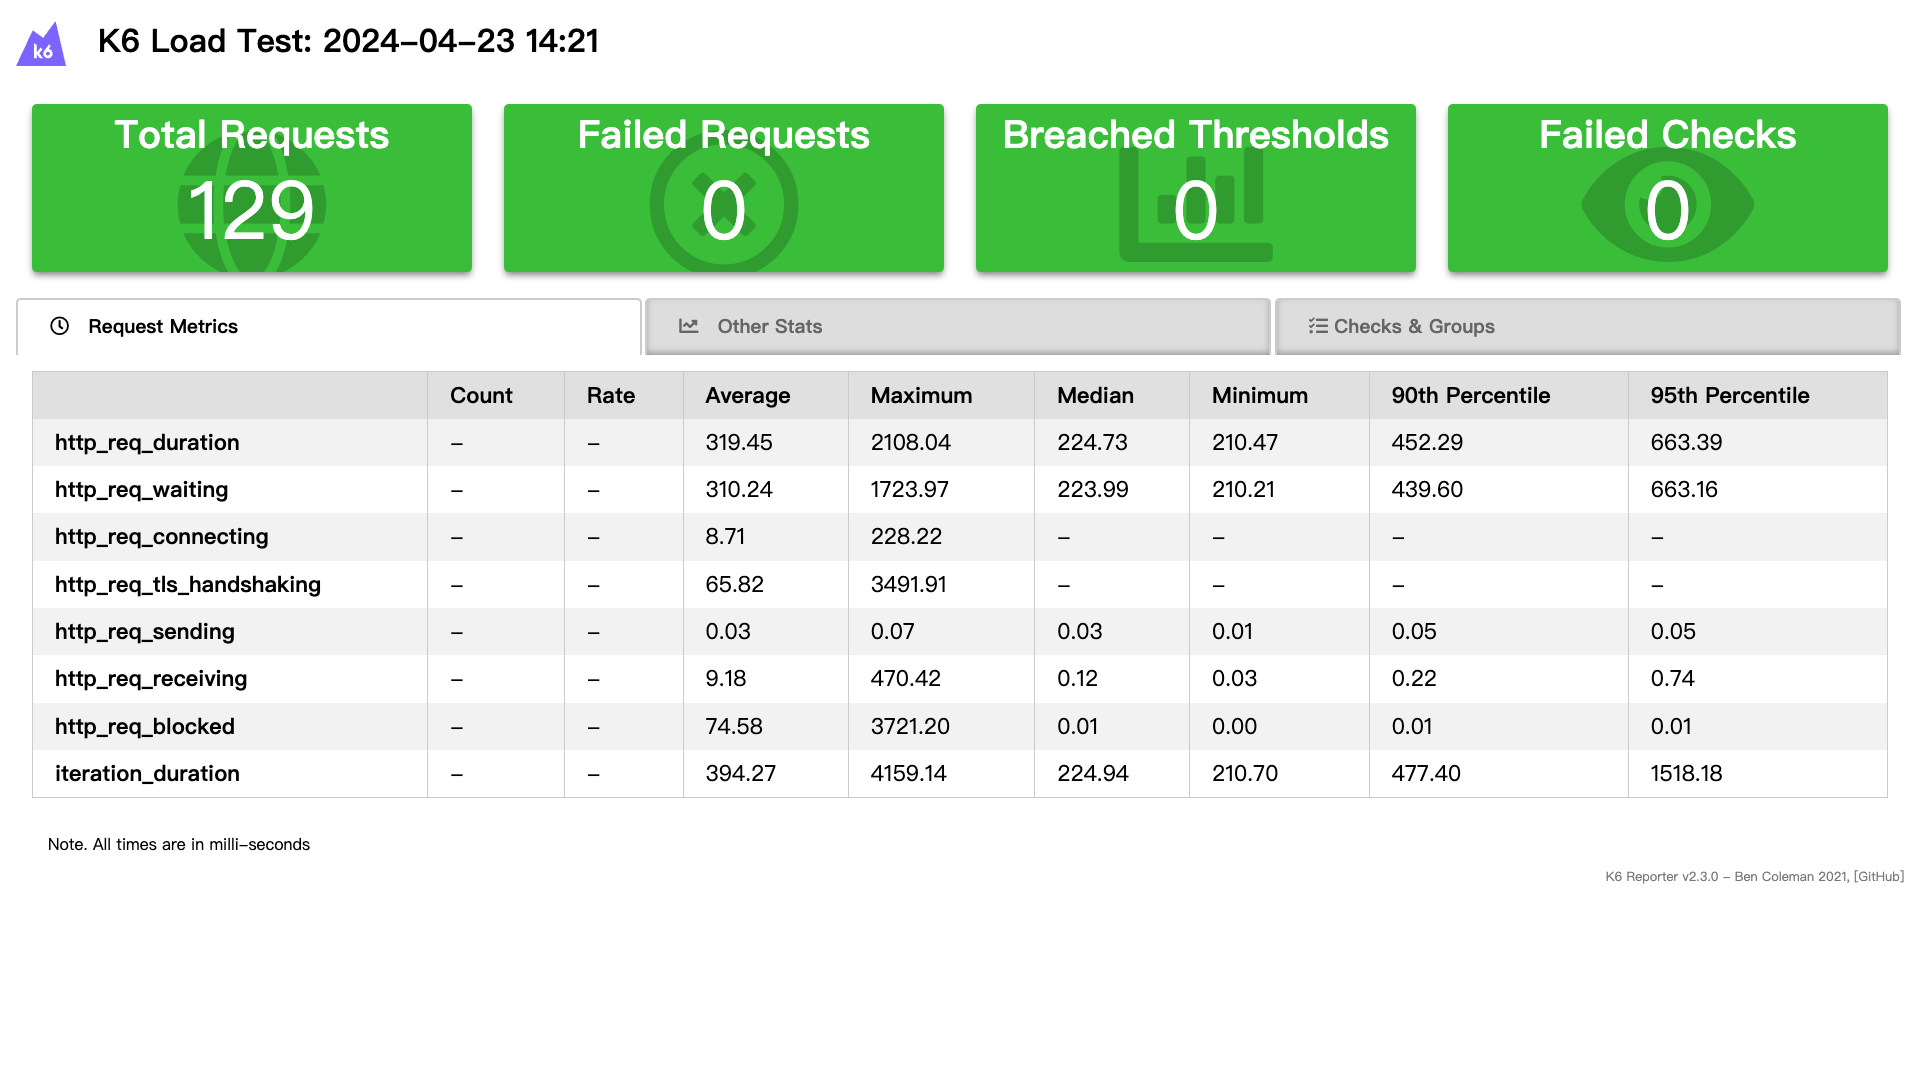 k6
K6 Load Test: 2024-04-23 14:21
Total Requests
129
Failed Requests
0
Breached Thresholds
0
Failed Checks
0
Request Metrics
Other Stats
Checks & Groups
Count Rate Average Maximum Median Minimum 90th Percentile 95th Percentile
http_req_duration – – 319.45 2108.04 224.73 210.47 452.29 663.39
http_req_waiting – – 310.24 1723.97 223.99 210.21 439.60 663.16
http_req_connecting – – 8.71 228.22 – – – –
http_req_tls_handshaking – – 65.82 3491.91 – – – –
http_req_sending – – 0.03 0.07 0.03 0.01 0.05 0.05
http_req_receiving – – 9.18 470.42 0.12 0.03 0.22 0.74
http_req_blocked – – 74.58 3721.20 0.01 0.00 0.01 0.01
iteration_duration – – 394.27 4159.14 224.94 210.70 477.40 1518.18
Note. All times are in milli-seconds
K6 Reporter v2.3.0 - Ben Coleman 2021, [GitHub]